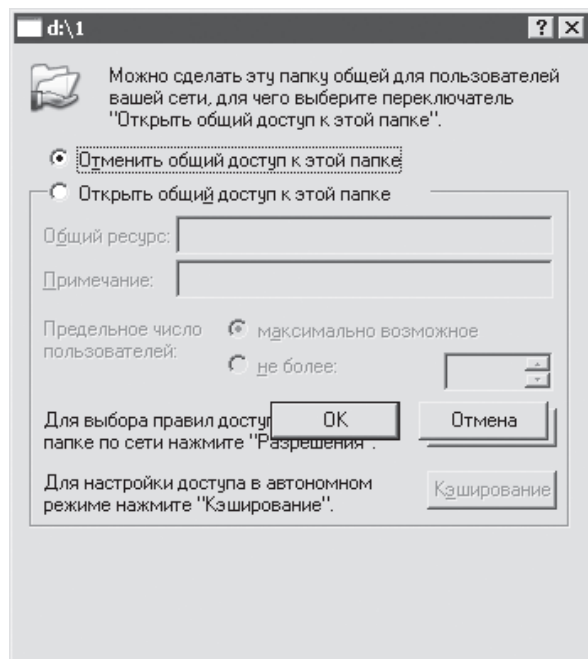 d:\1
Можно сделать эту папку общей для пользователей
вашей сети, для чего выберите переключатель
"Открыть общий доступ к этой папке".
Отменить общий доступ к этой папке
Открыть общий доступ к этой папке
Общий ресурс:
Примечание:
Предельное число
пользователей:
максимально возможное
не более:
Для выбора правил досту
папке по сети нажмите "Разрешения".
OK
Отмена
Для настройки доступа в автономном
режиме нажмите "Кэширование".
Кэширование